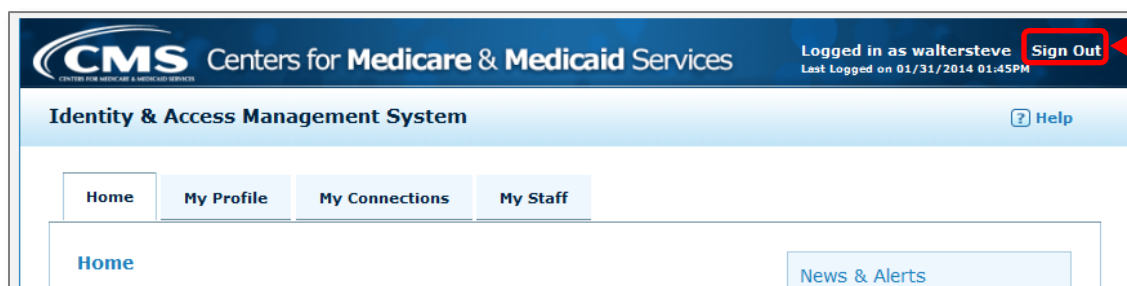 CMS Centers for Medicare & Medicaid Services
CENTERS FOR MEDICARE & MEDICAID SERVICES
Logged in as waltersteve Sign Out
Last Logged on 01/31/2014 01:45PM
Identity & Access Management System
? Help
Home My Profile My Connections My Staff
Home
News & Alerts